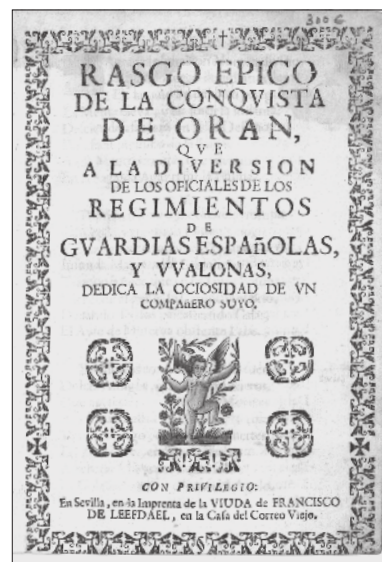 300 €
RASGO EPICO
DE LA CONQVISTA
DE ORAN,
QVE
A LA DIVERSION
DE LOS OFICIALES DE LOS
REGIMIENTOS
DE
GVARDIAS ESPAñOLAS,
Y VVALONAS,
DEDICA LA OCIOSIDAD DE VN
COMPAñERO SUYO.
CON PRIVILEGIO:
En Sevilla, en la Imprenta de la VIUDA de FRANCISCO
DE LEEFDAEL, en la Casa del Correo Viejo.